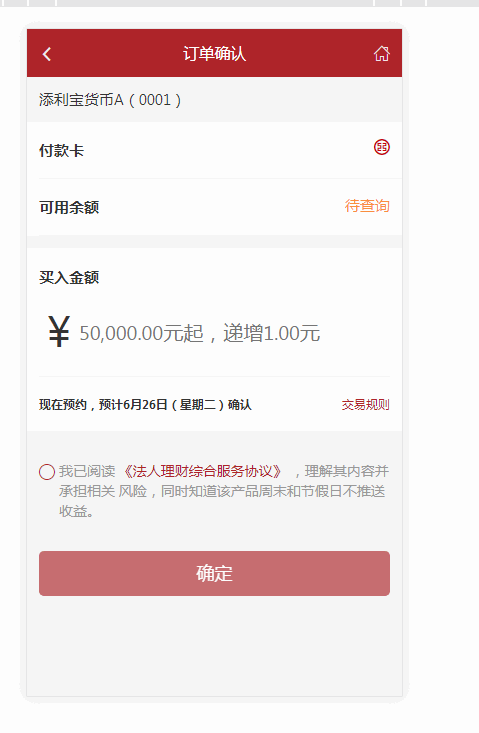 订单确认
添利宝货币A（0001）
付款卡
可用余额 待查询
买入金额
¥ 50,000.00元起，递增1.00元
现在预约，预计6月26日（星期二）确认 交易规则
我已阅读 《法人理财综合服务协议》 ，理解其内容并
承担相关 风险，同时知道该产品周末和节假日不推送
收益。
确定